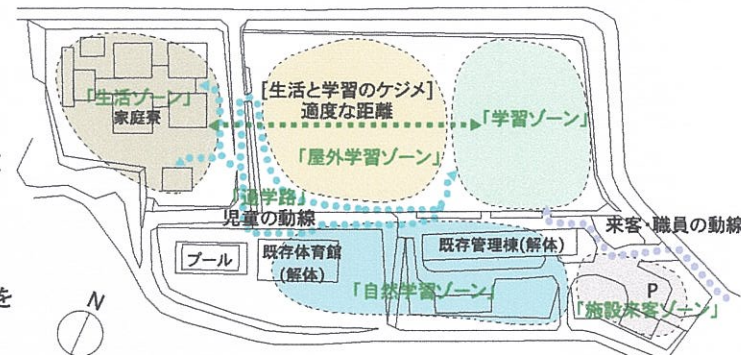 [生活と学習のケジメ]
適度な距離
「生活ゾーン」
家庭寮
「学習ゾーン」
「屋外学習ゾーン」
「通学路」
児童の動線
来客・職員の動線
プール
既存体育館
(解体)
既存管理棟(解体)
「自然学習ゾーン」
P
「施設来客ゾーン」
を
N